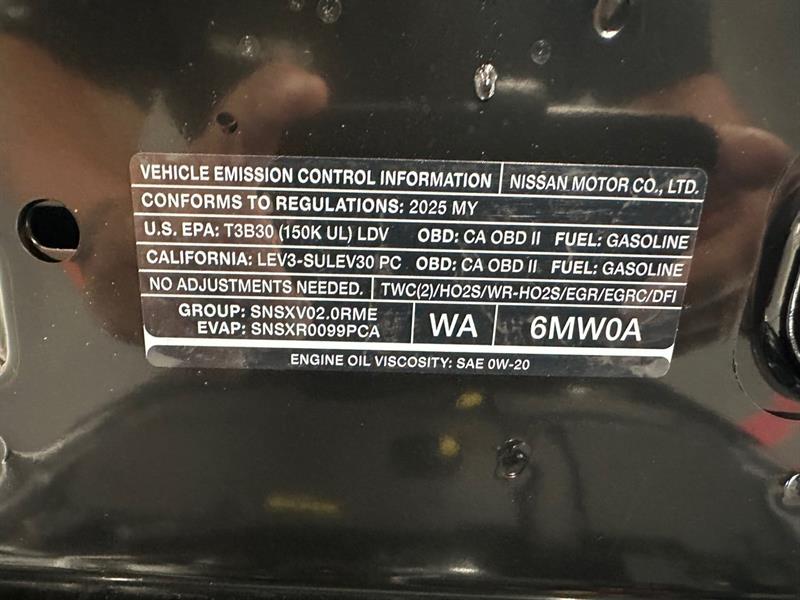 VEHICLE EMISSION CONTROL INFORMATION NISSAN MOTOR CO., LTD.
CONFORMS TO REGULATIONS: 2025 MY
U.S. EPA: T3B30 (150K UL) LDV OBD: CA OBD II FUEL: GASOLINE
CALIFORNIA: LEV3-SULEV30 PC OBD: CA OBD II FUEL: GASOLINE
NO ADJUSTMENTS NEEDED. TWC(2)/HO2S/WR-HO2S/EGR/EGRC/DFI
GROUP: SNSXV02.0RME
EVAP: SNSXR0099PCA
WA
6MW0A
ENGINE OIL VISCOSITY: SAE 0W-20